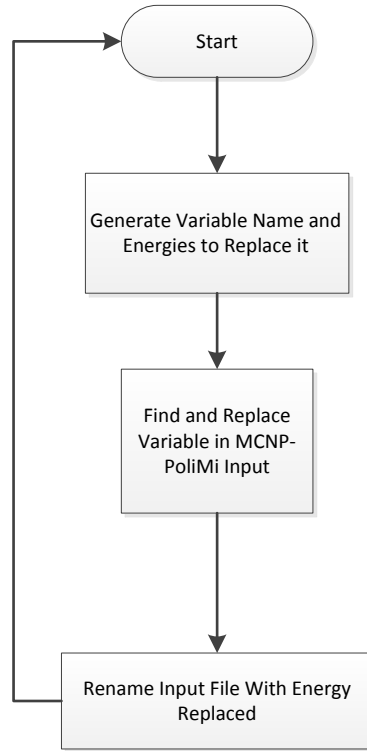 Start
Generate Variable Name and
Energies to Replace it
Find and Replace
Variable in MCNP-
PoliMi Input
Rename Input File With Energy
Replaced